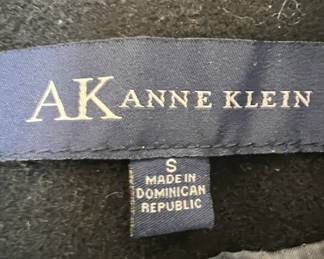 AK ANNE KLEIN
S
MADE IN
DOMINICAN
REPUBLIC